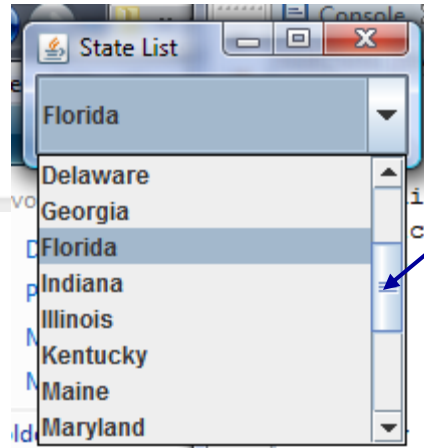 Console
State List
Florida
Delaware
Georgia
Florida
Indiana
Illinois
Kentucky
Maine
Maryland